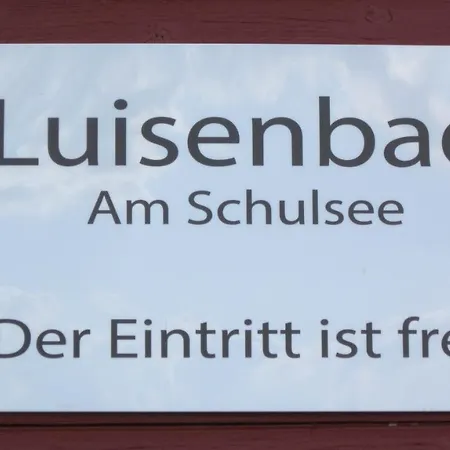 Luisenba
Am Schulsee
Der Eintritt ist fre